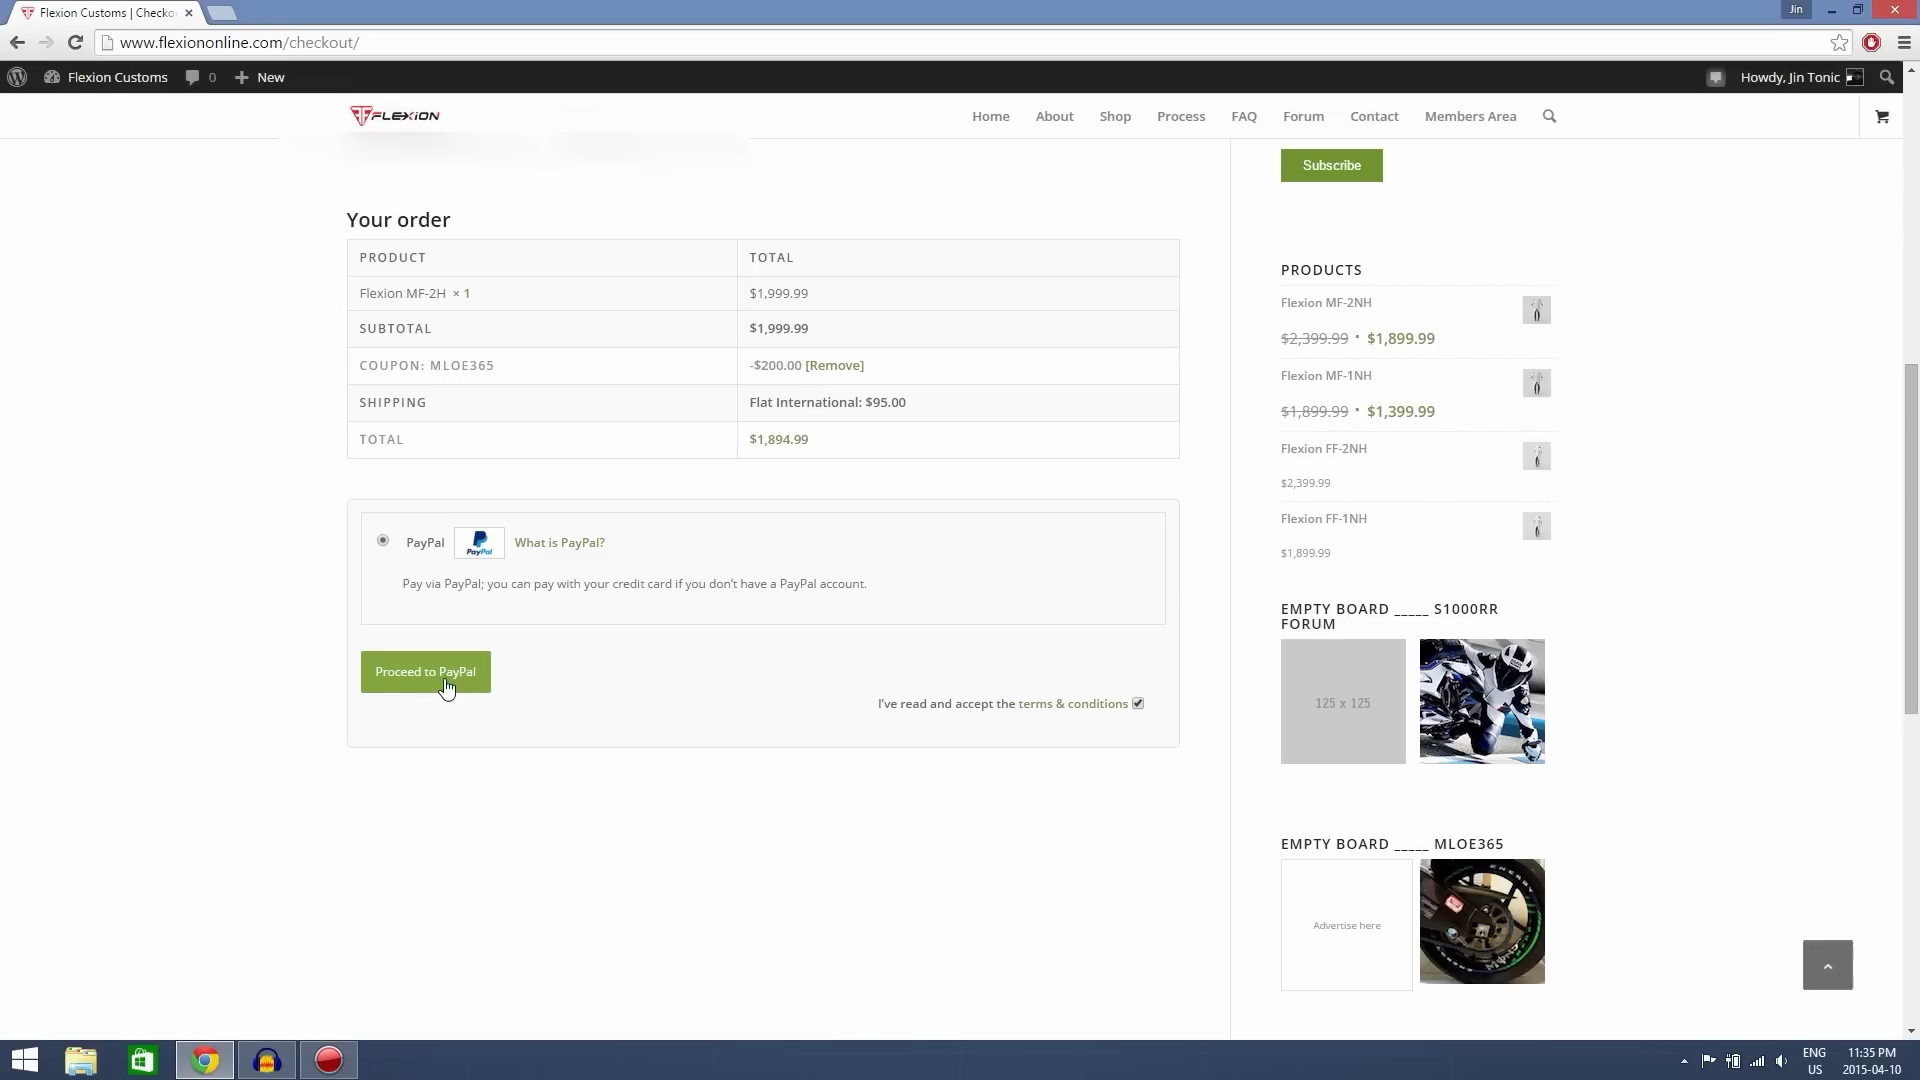 Flexion Customs | Checko
Jin
www.flexiononline.com/checkout/
Flexion Customs
0
New
Howdy, Jin Tonic
FLEXION
Home
About
Shop
Process
FAQ
Forum
Contact
Members Area
Subscribe
Your order
PRODUCT
TOTAL
Flexion MF-2H × 1
$1,999.99
SUBTOTAL
$1,999.99
COUPON: MLOE365
-$200.00 [Remove]
SHIPPING
Flat International: $95.00
TOTAL
$1,894.99
PayPal
PayPal
What is PayPal?
Pay via PayPal; you can pay with your credit card if you don't have a PayPal account.
Proceed to PayPal
I've read and accept the terms & conditions
PRODUCTS
Flexion MF-2NH
$2,399.99 · $1,899.99
Flexion MF-1NH
$1,899.99 · $1,399.99
Flexion FF-2NH
$2,399.99
Flexion FF-1NH
$1,899.99
EMPTY BOARD _____ S1000RR
FORUM
125 x 125
EMPTY BOARD _____ MLOE365
Advertise here
ENERGY
ENG
US
11:35 PM
2015-04-10